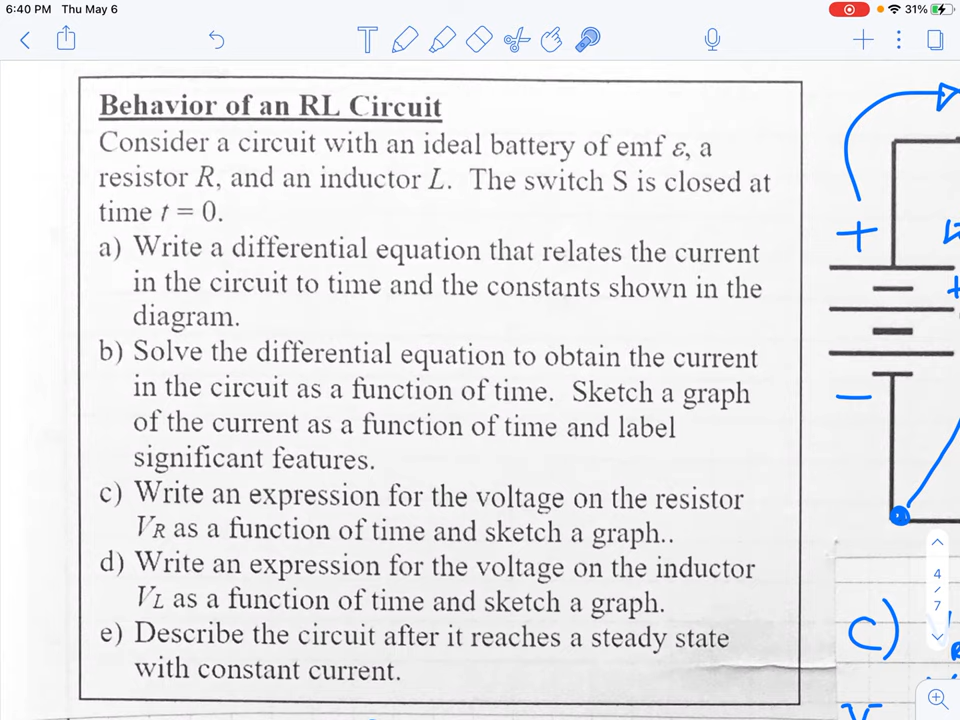 6:40 PM Thu May 6
31%
T
Behavior of an RL Circuit
Consider a circuit with an ideal battery of emf ε, a
resistor R, and an inductor L. The switch S is closed at
time t = 0.
a) Write a differential equation that relates the current
in the circuit to time and the constants shown in the
diagram.
b) Solve the differential equation to obtain the current
in the circuit as a function of time. Sketch a graph
of the current as a function of time and label
significant features.
c) Write an expression for the voltage on the resistor
VR as a function of time and sketch a graph..
d) Write an expression for the voltage on the inductor
VL as a function of time and sketch a graph.
e) Describe the circuit after it reaches a steady state
with constant current.
+
−
4
/
7
c)